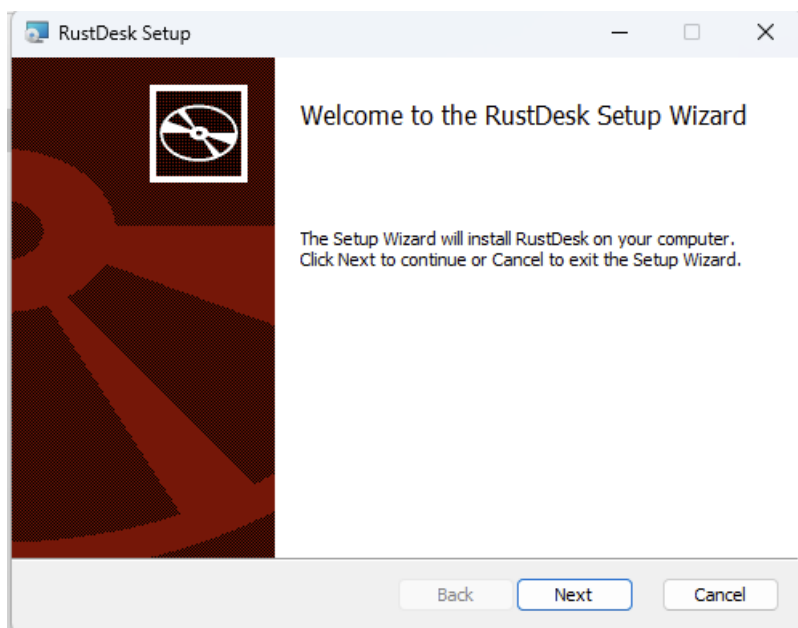 RustDesk Setup
Welcome to the RustDesk Setup Wizard
The Setup Wizard will install RustDesk on your computer.
Click Next to continue or Cancel to exit the Setup Wizard.
Back Next Cancel